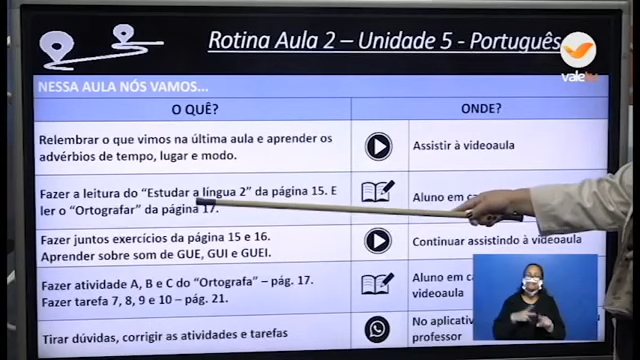 Rotina Aula 2 – Unidade 5 - Português
valetv
NESSA AULA NÓS VAMOS...
O QUÊ?
ONDE?
Relembrar o que vimos na última aula e aprender os
advérbios de tempo, lugar e modo.
Assistir à videoaula
Fazer a leitura do “Estudar a língua 2” da página 15. E
ler o “Ortografar” da página 17.
Aluno em
Fazer juntos exercícios da página 15 e 16.
Aprender sobre som de GUE, GUI e GUEI.
Continuar assistindo à videoaula
Fazer atividade A, B e C do “Ortografa” – pág. 17.
Fazer tarefa 7, 8, 9 e 10 – pág. 21.
Aluno em
videoaula
Tirar dúvidas, corrigir as atividades e tarefas
No
professor